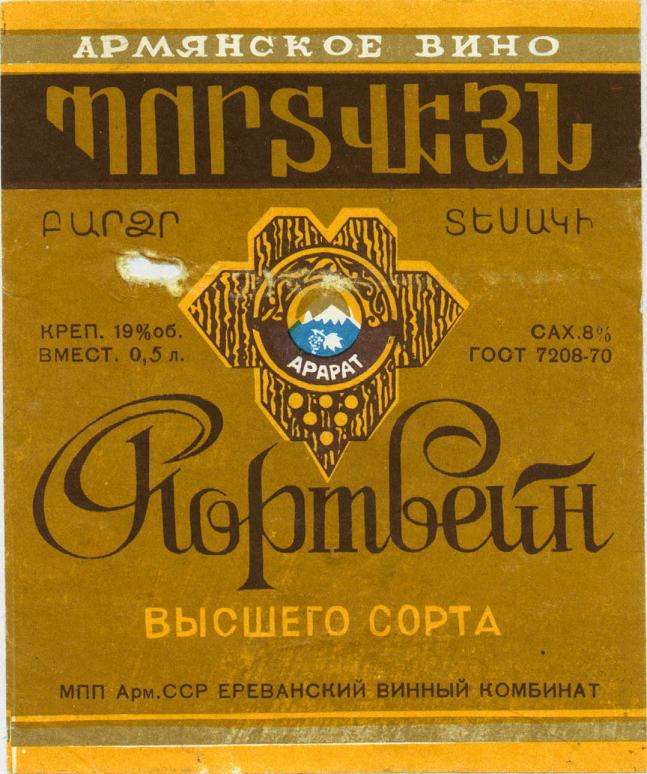 АРМЯНСКОЕ ВИНО
ՊՈՐՏՎԵՅՆ
ԲԱՐՁՐ ՏԵՍԱԿԻ
КРЕП. 19% об.
ВМЕСТ. 0,5 л.
САХ. 8%
ГОСТ 7208-70
АРАРАТ
Портвейн
ВЫСШЕГО СОРТА
МПП Арм.ССР ЕРЕВАНСКИЙ ВИННЫЙ КОМБИНАТ